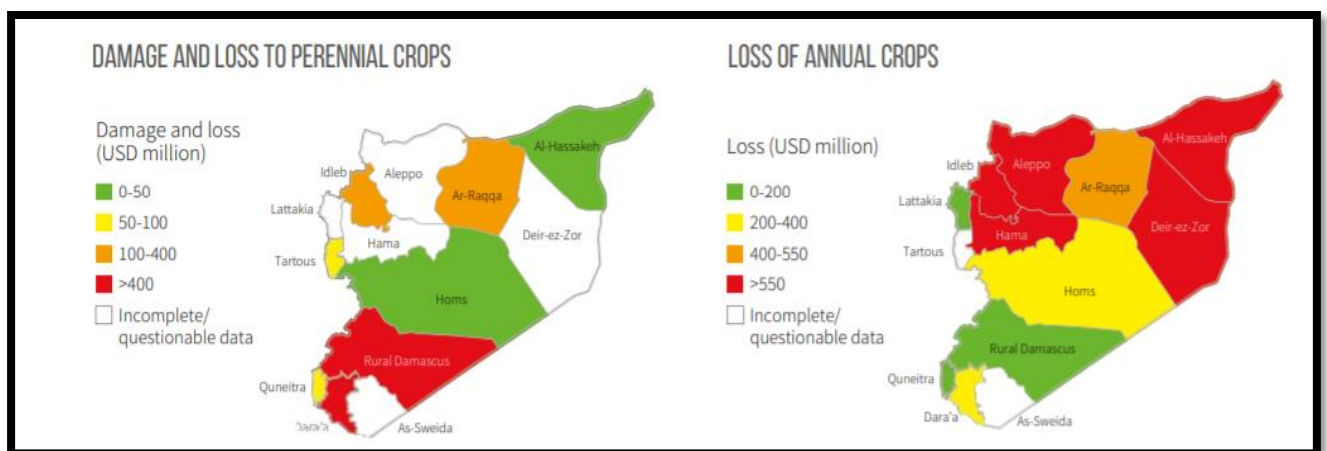 DAMAGE AND LOSS TO PERENNIAL CROPS
Damage and loss
(USD million)
0-50
50-100
100-400
>400
Incomplete/
questionable data
Al-Hassakeh
Aleppo
Idleb
Ar-Raqqa
Lattakia
Deir-ez-Zor
Hama
Tartous
Homs
Rural Damascus
Quneitra
As-Sweida
LOSS OF ANNUAL CROPS
Loss (USD million)
0-200
200-400
400-550
>550
Incomplete/
questionable data
Al-Hassakeh
Aleppo
Idleb
Ar-Raqqa
Lattakia
Deir-ez-Zor
Hama
Tartous
Homs
Rural Damascus
Quneitra
Dara'a
As-Sweida